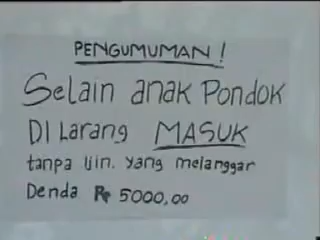 PENGUMUMAN !
Selain anak Pondok
DI Larang MASUK
tanpa Ijin. yang melanggar
Denda Rp 5000,00